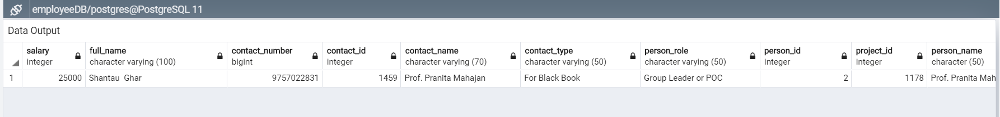 employeeDB/postgres@PostgreSQL 11
Data Output
salary full_name contact_number contact_id contact_name contact_type person_role person_id project_id person_name
integer character varying (100) bigint integer character varying (70) character varying (50) character varying (50) integer integer character (50)
1 25000 Shantau  Ghar 9757022831 1459 Prof. Pranita Mahajan For Black Book Group Leader or POC 2 1178 Prof. Pranita Mah